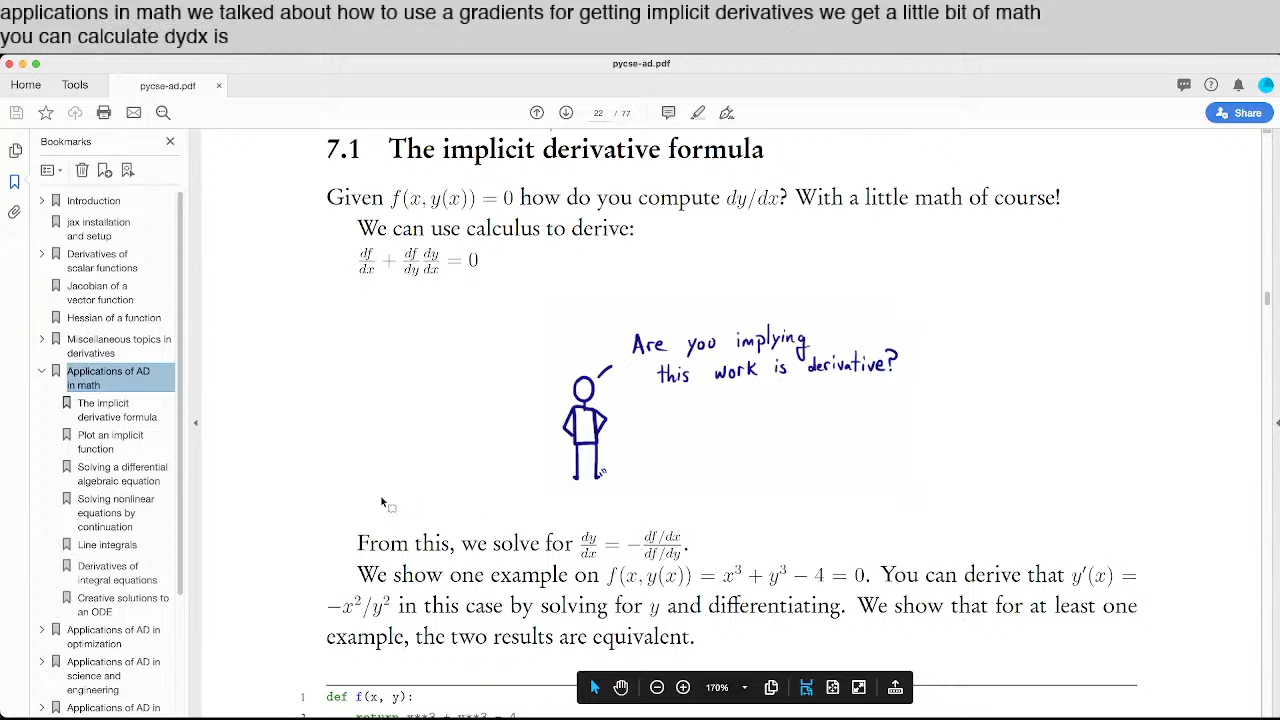 applications in math we talked about how to use a gradients for getting implicit derivatives we get a little bit of math
you can calculate dydx is
pycse-ad.pdf
Home Tools pycse-ad.pdf ×
22 / 77
Share
Bookmarks
Introduction
jax installation
and setup
Derivatives of
scalar functions
Jacobian of a
vector function
Hessian of a function
Miscellaneous topics in
derivatives
Applications of AD
in math
The implicit
derivative formula
Plot an implicit
function
Solving a differential
algebraic equation
Solving nonlinear
equations by
continuation
Line integrals
Derivatives of
integral equations
Creative solutions to
an ODE
Applications of AD in
optimization
Applications of AD in
science and
engineering
Applications of AD in
7.1 The implicit derivative formula
Given f(x, y(x)) = 0 how do you compute dy/dx? With a little math of course!
We can use calculus to derive:
df/dx + df/dy dy/dx = 0
Are you implying
this work is derivative?
From this, we solve for dy/dx = − df/dx / df/dy.
We show one example on f(x, y(x)) = x³ + y³ − 4 = 0. You can derive that y′(x) =
−x²/y² in this case by solving for y and differentiating. We show that for at least one
example, the two results are equivalent.
1 def f(x, y):
return x**3 + y**3 - 4
170%